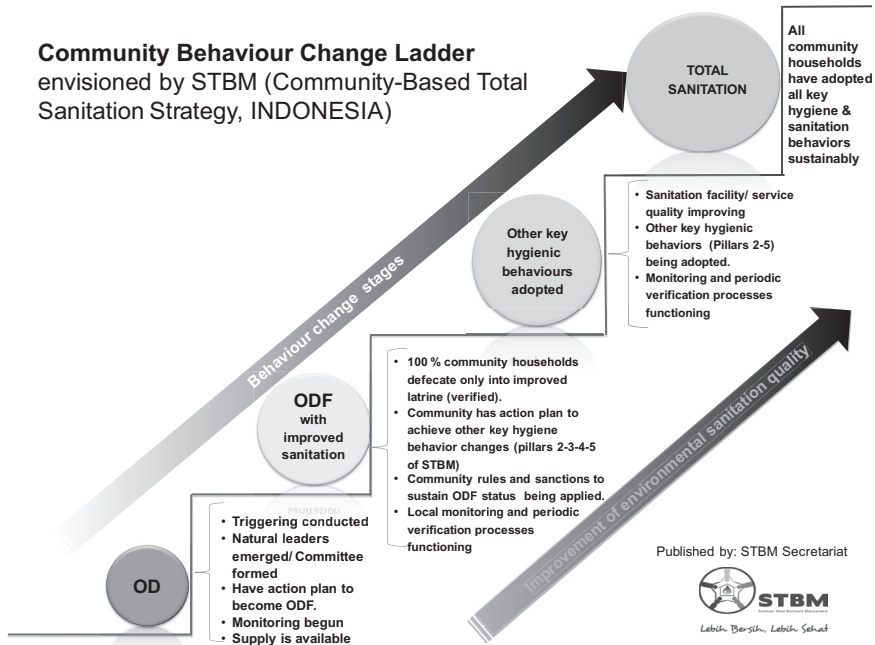 Community Behaviour Change Ladder
envisioned by STBM (Community-Based Total
Sanitation Strategy, INDONESIA)
TOTAL
SANITATION
All
community
households
have adopted
all key
hygiene &
sanitation
behaviors
sustainably
Behaviour change stages
Other key
hygienic
behaviours
adopted
• Sanitation facility/ service
quality improving
• Other key hygienic
behaviors (Pillars 2-5)
being adopted.
• Monitoring and periodic
verification processes
functioning
ODF
with
improved
sanitation
• 100 % community households
defecate only into improved
latrine (verified).
• Community has action plan to
achieve other key hygiene
behavior changes (pillars 2-3-4-5
of STBM)
• Community rules and sanctions to
sustain ODF status being applied.
• Local monitoring and periodic
verification processes
functioning
Improvement of environmental sanitation quality
OD
• Triggering conducted
• Natural leaders
emerged/ Committee
formed
• Have action plan to
become ODF.
• Monitoring begun
• Supply is available
Published by: STBM Secretariat
STBM
Sanitasi Total Berbasis Masyarakat
Lebih Bersih, Lebih Sehat